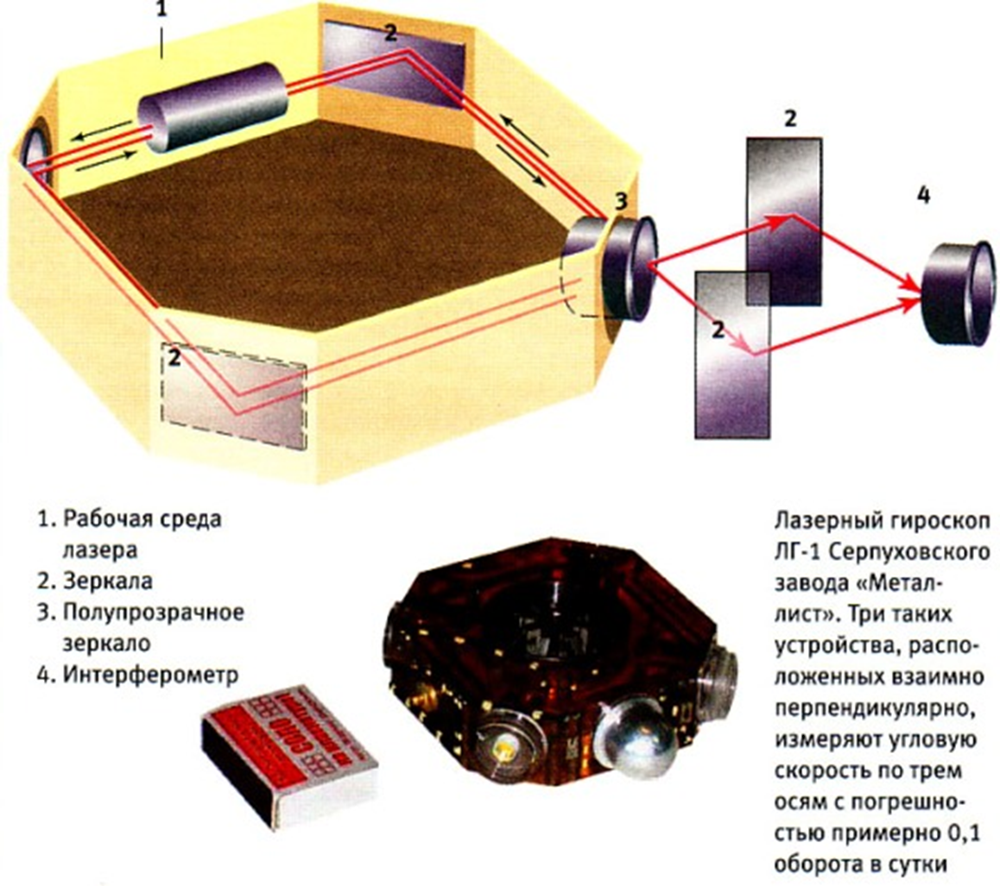 1
2
2
3
4
2
2
1. Рабочая среда
лазера
2. Зеркала
3. Полупрозрачное
зеркало
4. Интерферометр
Лазерный гироскоп
ЛГ-1 Серпуховского
завода «Метал-
лист». Три таких
устройства, распо-
ложенных взаимно
перпендикулярно,
измеряют угловую
скорость по трем
осям с погрешно-
стью примерно 0,1
оборота в сутки